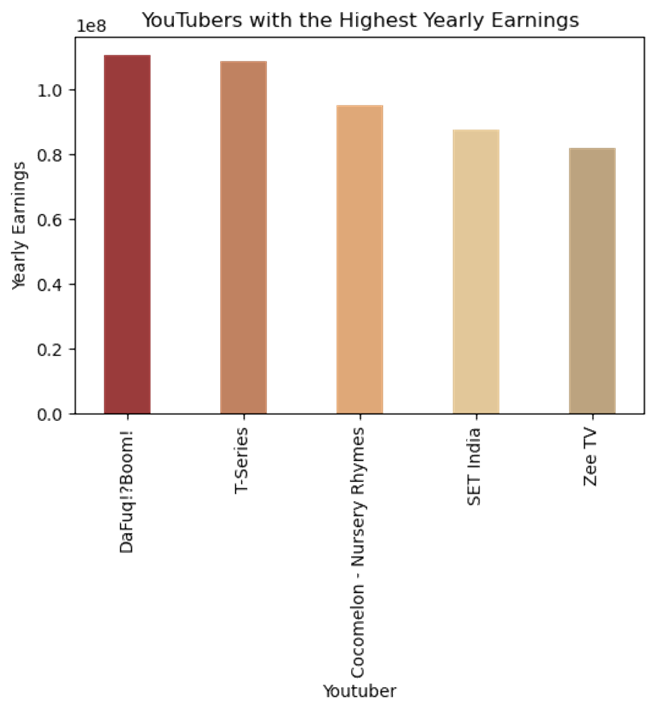 YouTubers with the Highest Yearly Earnings
1e8
1.0
0.8
0.6
0.4
0.2
0.0
Yearly Earnings
DaFuq!?Boom!
T-Series
Cocomelon - Nursery Rhymes
SET India
Zee TV
Youtuber